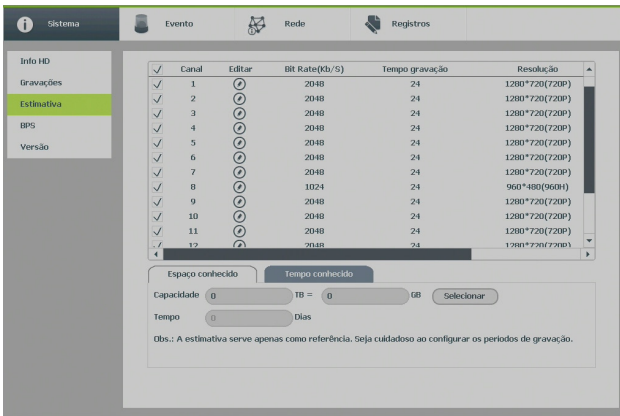 Sistema Evento Rede Registros
Info HD
Gravações
Estimativa
BPS
Versão
Canal Editar Bit Rate(Kb/S) Tempo gravação Resolução
1 2048 24 1280*720(720P)
2 2048 24 1280*720(720P)
3 2048 24 1280*720(720P)
4 2048 24 1280*720(720P)
5 2048 24 1280*720(720P)
6 2048 24 1280*720(720P)
7 2048 24 1280*720(720P)
8 1024 24 960*480(960H)
9 2048 24 1280*720(720P)
10 2048 24 1280*720(720P)
11 2048 24 1280*720(720P)
12 2048 24 1280*720(720P)
Espaço conhecido Tempo conhecido
Capacidade 0 TB = 0 GB Selecionar
Tempo 0 Dias
Obs.: A estimativa serve apenas como referência. Seja cuidadoso ao configurar os períodos de gravação.